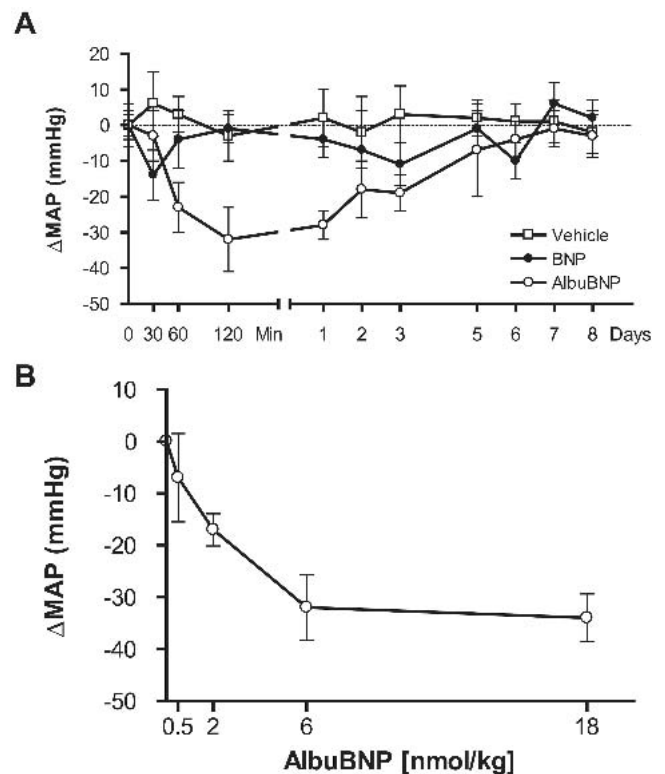 A
20
10
0
-10
-20
-30
-40
-50
ΔMAP (mmHg)
Vehicle
BNP
AlbuBNP
0 30 60 120 Min 1 2 3 5 6 7 8 Days
B
10
0
-10
-20
-30
-40
-50
ΔMAP (mmHg)
0.5 2 6 18
AlbuBNP [nmol/kg]